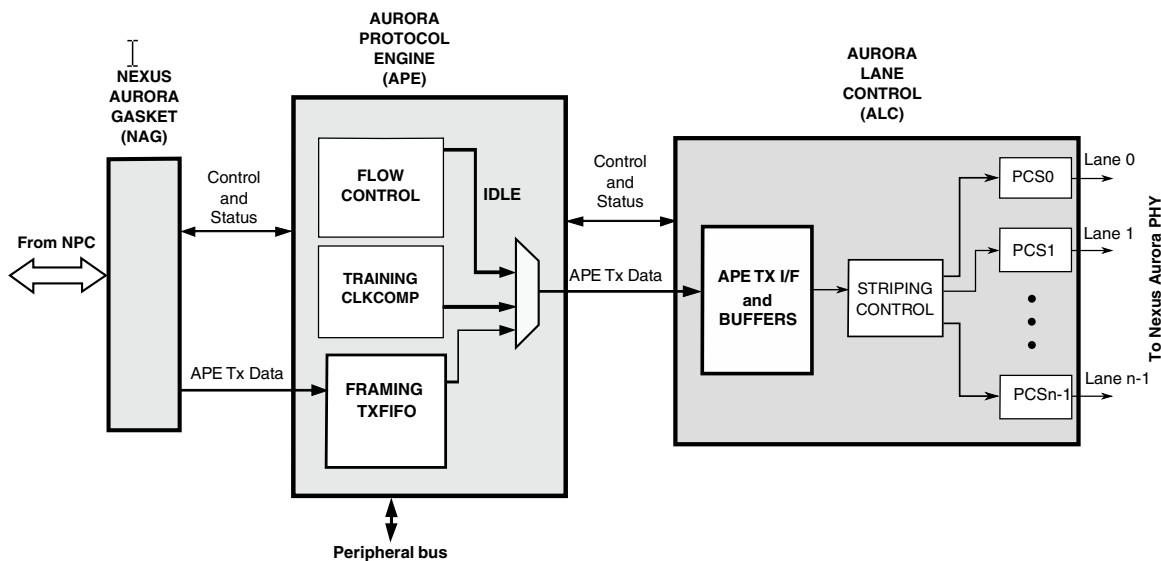 AURORA
PROTOCOL
ENGINE
(APE)
NEXUS
AURORA
GASKET
(NAG)
AURORA
LANE
CONTROL
(ALC)
From NPC
Control
and
Status
APE Tx Data
FLOW
CONTROL
IDLE
TRAINING
CLKCOMP
FRAMING
TXFIFO
Peripheral bus
Control
and
Status
APE Tx Data
APE TX I/F
and
BUFFERS
STRIPING
CONTROL
PCS0
Lane 0
PCS1
Lane 1
PCSn-1
Lane n-1
To Nexus Aurora PHY